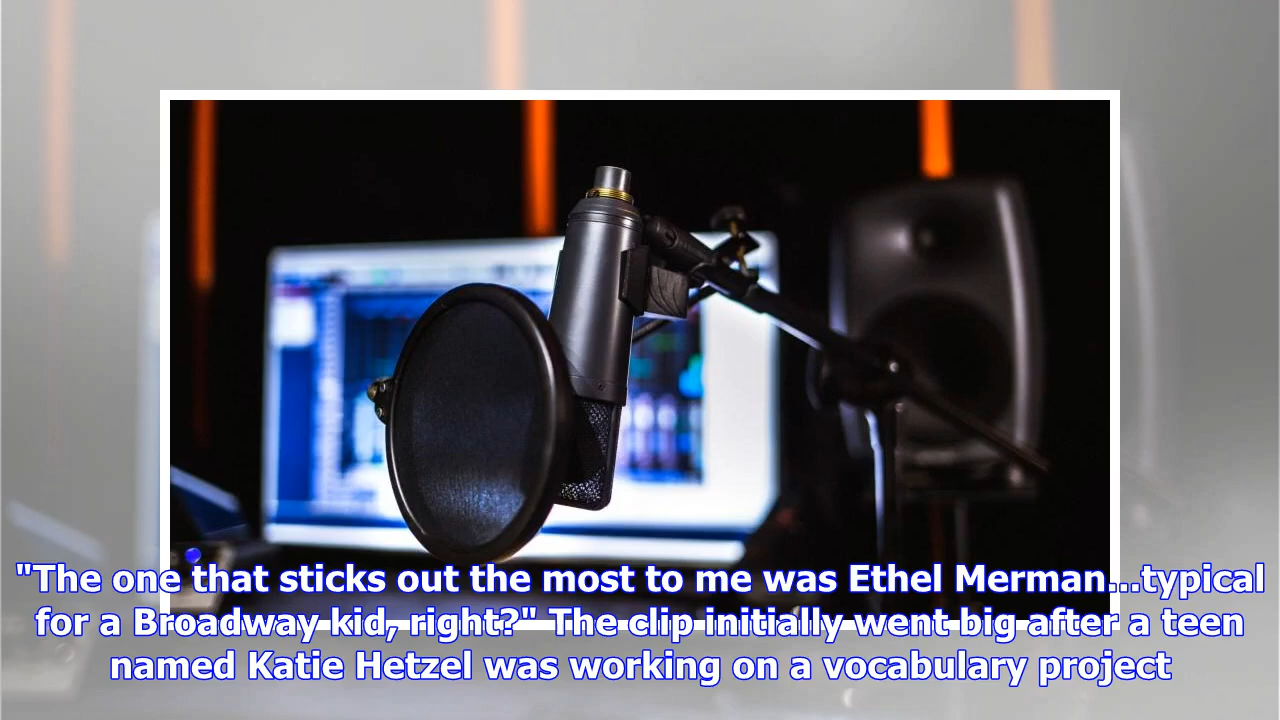 "The one that sticks out the most to me was Ethel Merman...typical
for a Broadway kid, right?" The clip initially went big after a teen
named Katie Hetzel was working on a vocabulary project